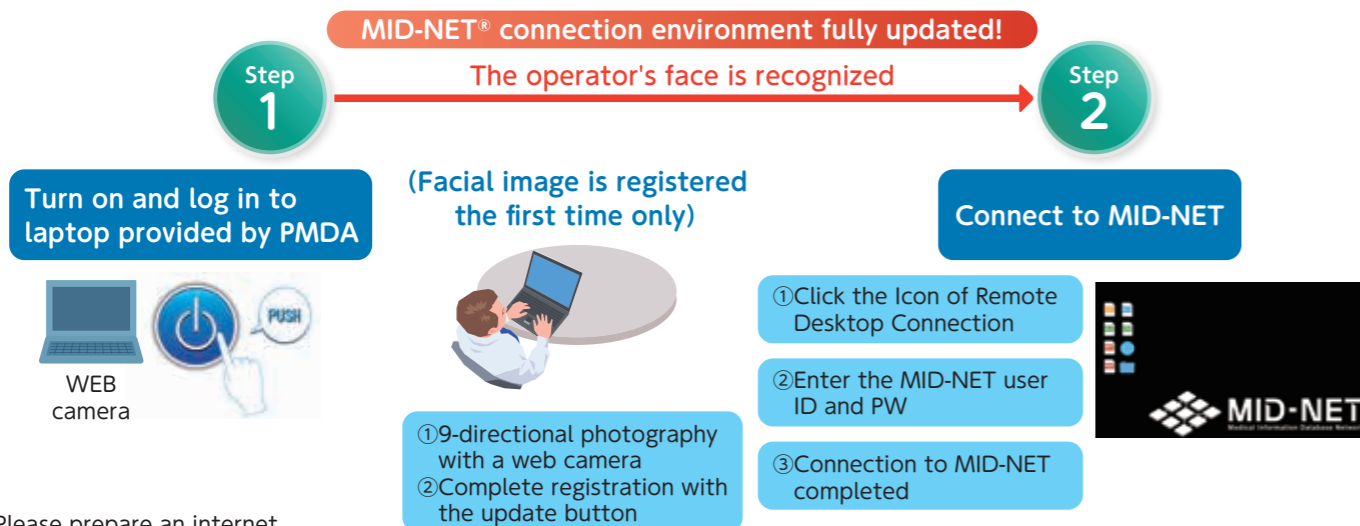 MID-NET® connection environment fully updated!
Step
1
The operator's face is recognized
Step
2
Turn on and log in to
laptop provided by PMDA
PUSH
WEB
camera
(Facial image is registered
the first time only)
①9-directional photography
with a web camera
②Complete registration with
the update button
Connect to MID-NET
①Click the Icon of Remote
Desktop Connection
②Enter the MID-NET user
ID and PW
③Connection to MID-NET
completed
MID-NET
Medical Information Database Network
Please prepare an internet